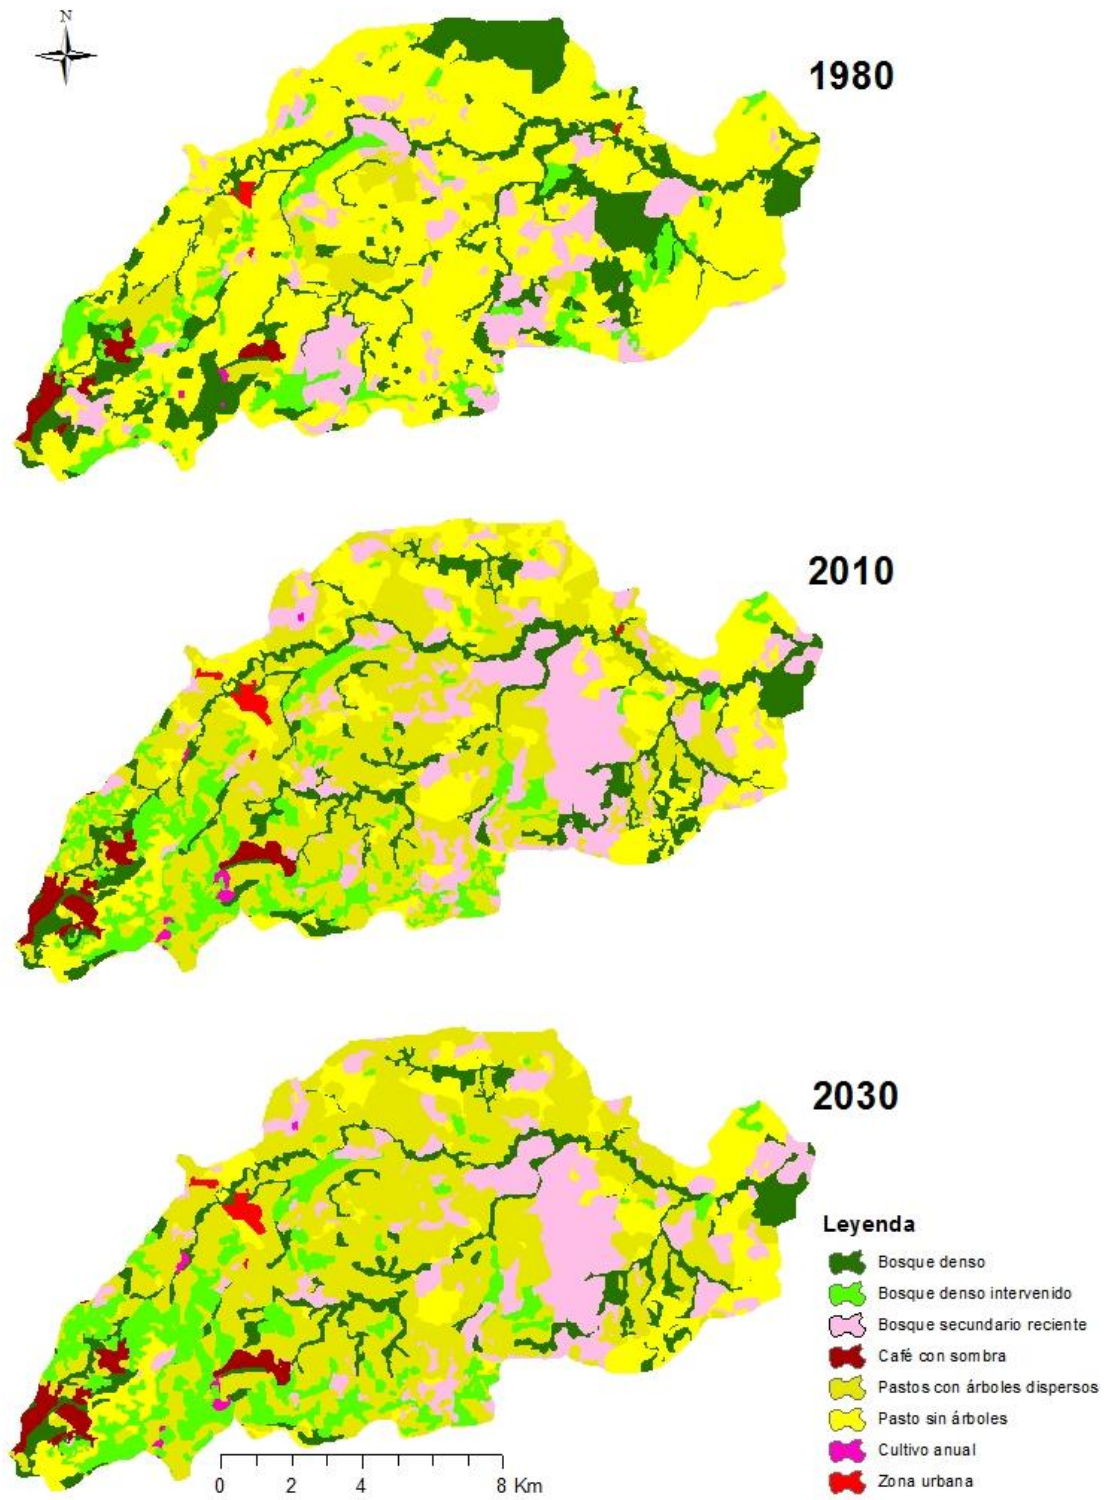 N
1980
2010
2030
Leyenda
Bosque denso
Bosque denso intervenido
Bosque secundario reciente
Café con sombra
Pastos con árboles dispersos
Pasto sin árboles
Cultivo anual
Zona urbana
0 2 4 8 Km